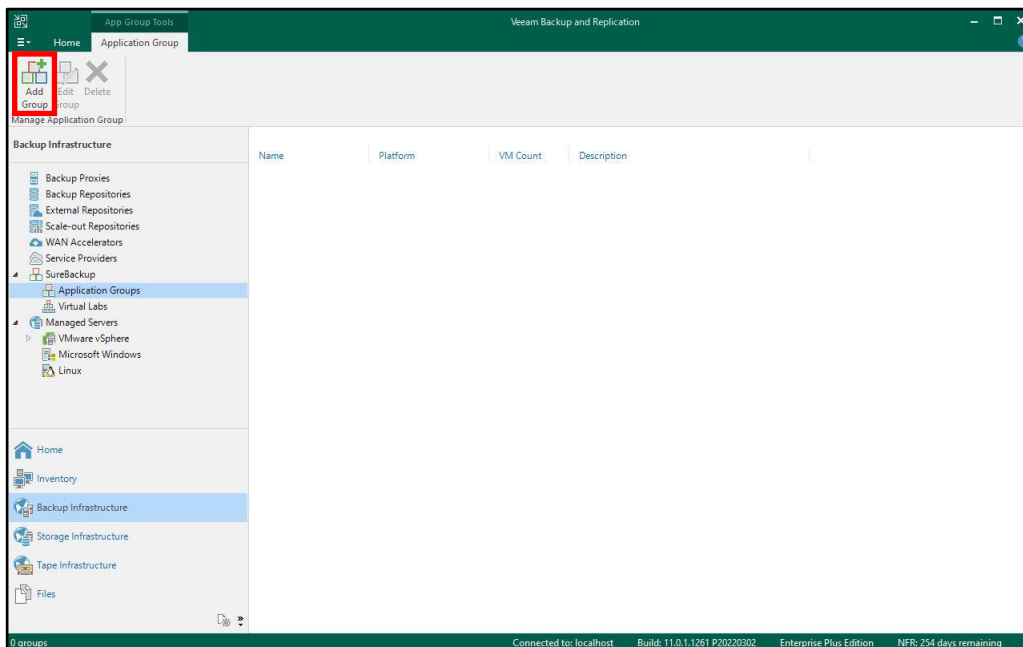 App Group Tools
Veeam Backup and Replication
Home
Application Group
Add Group
Edit Group
Delete
Manage Application Group
Backup Infrastructure
Backup Proxies
Backup Repositories
External Repositories
Scale-out Repositories
WAN Accelerators
Service Providers
SureBackup
Application Groups
Virtual Labs
Managed Servers
VMware vSphere
Microsoft Windows
Linux
Name Platform VM Count Description
Home
Inventory
Backup Infrastructure
Storage Infrastructure
Tape Infrastructure
Files
0 groups
Connected to: localhost Build: 11.0.1.1261 P20220302 Enterprise Plus Edition NFR: 254 days remaining